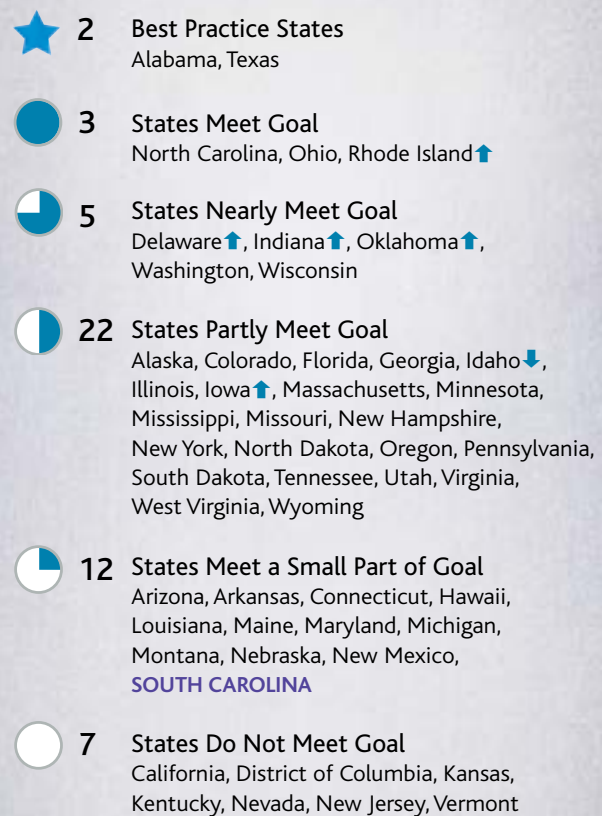 2 Best Practice States
Alabama, Texas
3 States Meet Goal
North Carolina, Ohio, Rhode Island⬆
5 States Nearly Meet Goal
Delaware⬆, Indiana⬆, Oklahoma⬆,
Washington, Wisconsin
22 States Partly Meet Goal
Alaska, Colorado, Florida, Georgia, Idaho⬇,
Illinois, Iowa⬆, Massachusetts, Minnesota,
Mississippi, Missouri, New Hampshire,
New York, North Dakota, Oregon, Pennsylvania,
South Dakota, Tennessee, Utah, Virginia,
West Virginia, Wyoming
12 States Meet a Small Part of Goal
Arizona, Arkansas, Connecticut, Hawaii,
Louisiana, Maine, Maryland, Michigan,
Montana, Nebraska, New Mexico,
SOUTH CAROLINA
7 States Do Not Meet Goal
California, District of Columbia, Kansas,
Kentucky, Nevada, New Jersey, Vermont